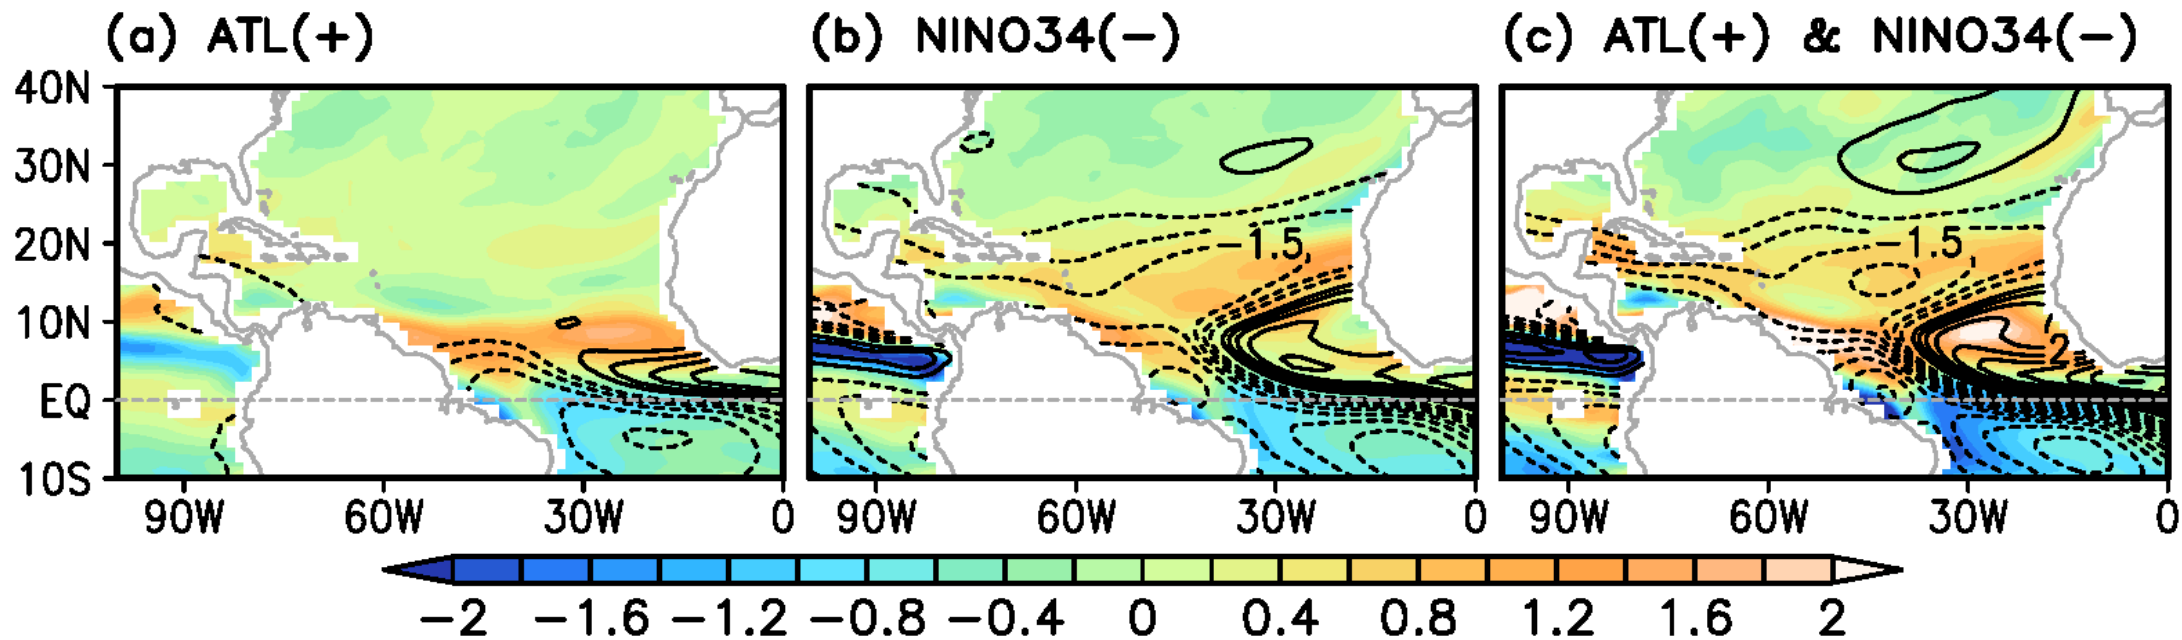 (a) ATL(+) (b) NINO34(−) (c) ATL(+) & NINO34(−)
40N
30N
20N −1.5 −1.5
10N
EQ
10S
90W 60W 30W 0 90W 60W 30W 0 90W 60W 30W 0
−2 −1.6 −1.2 −0.8 −0.4 0 0.4 0.8 1.2 1.6 2